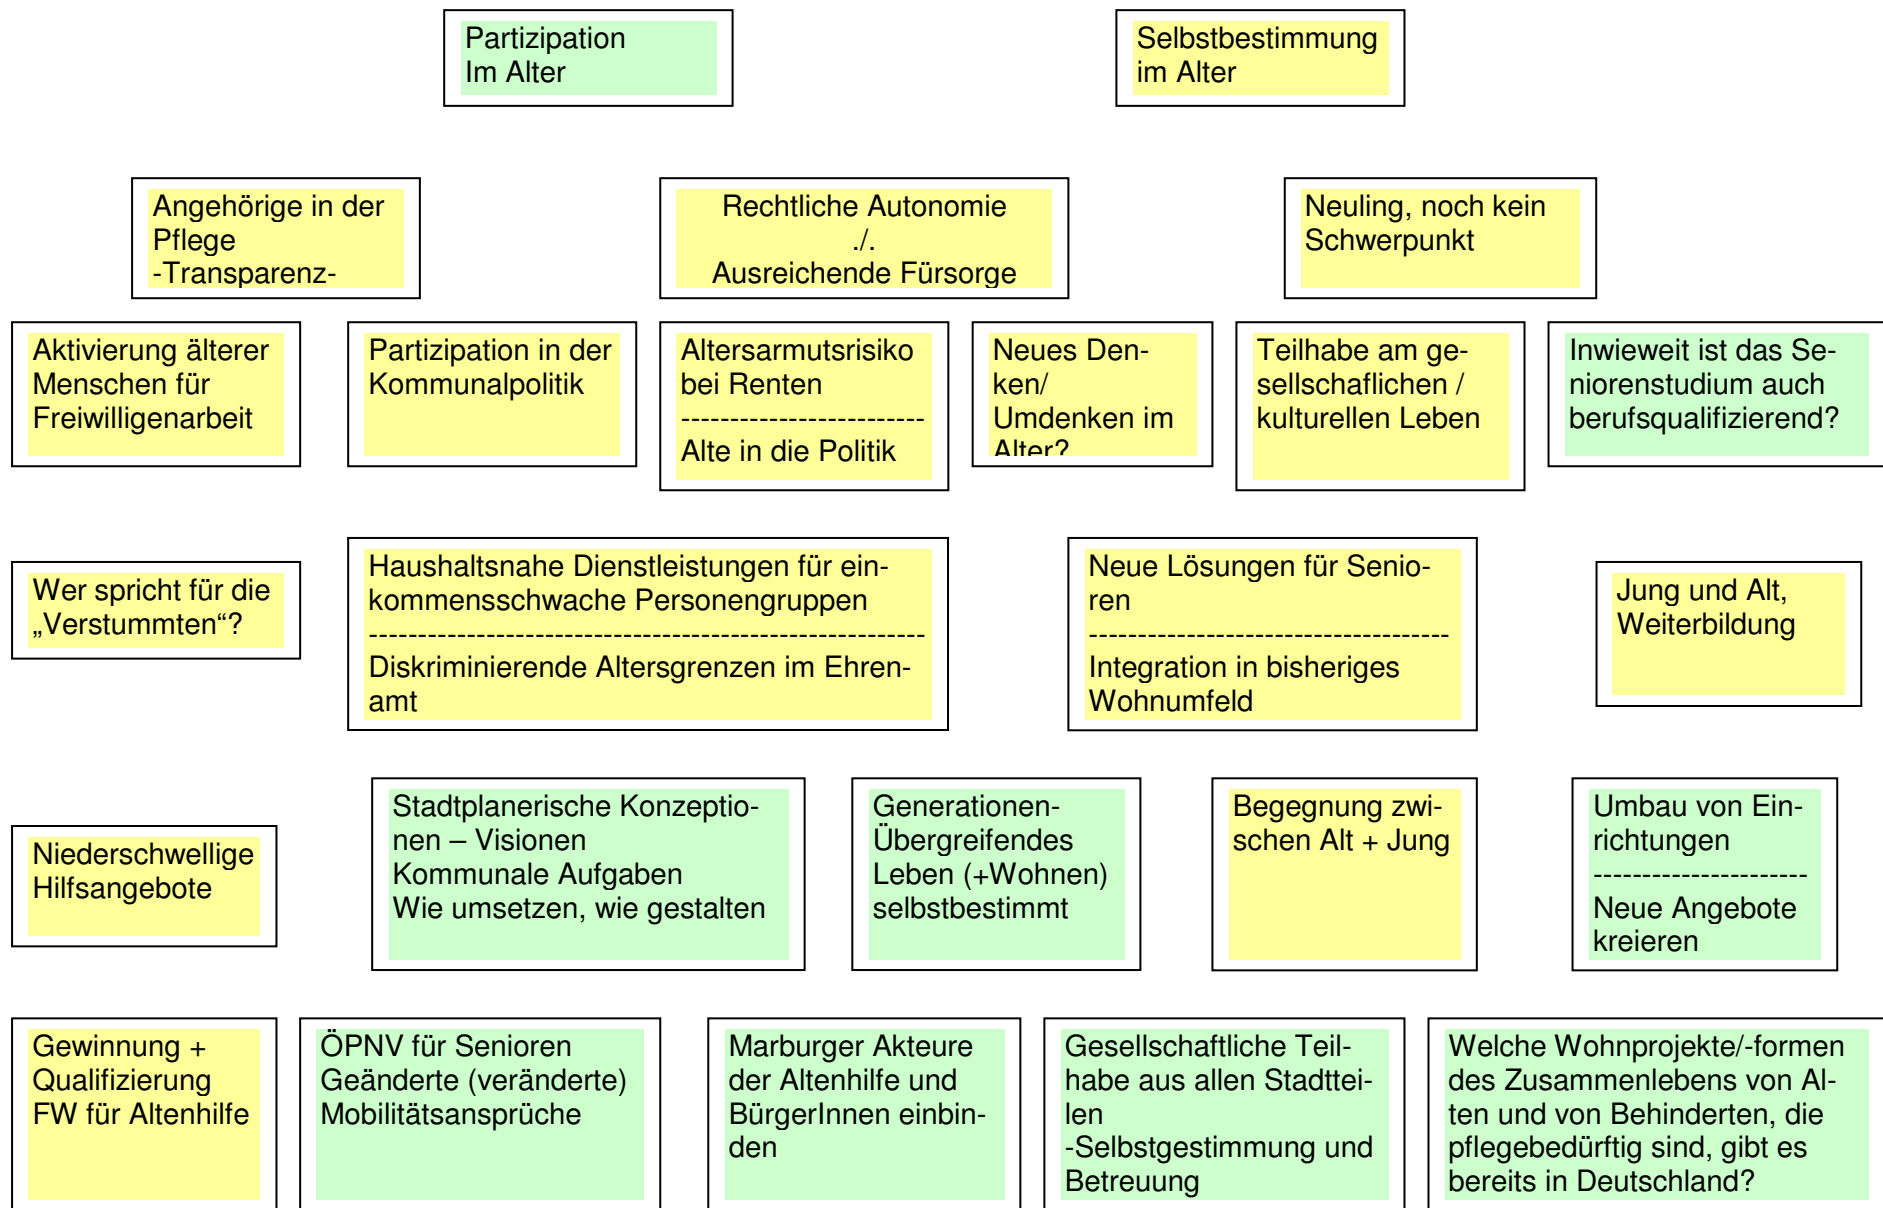 Partizipation
Im Alter
Selbstbestimmung
im Alter
Angehörige in der
Pflege
-Transparenz-
Rechtliche Autonomie
./.
Ausreichende Fürsorge
Neuling, noch kein
Schwerpunkt
Aktivierung älterer
Menschen für
Freiwilligenarbeit
Partizipation in der
Kommunalpolitik
Altersarmutsrisiko
bei Renten
-------------------------
Alte in die Politik
Neues Den-
ken/
Umdenken im
Alter?
Teilhabe am ge-
sellschaflichen /
kulturellen Leben
Inwieweit ist das Se-
niorenstudium auch
berufsqualifizierend?
Wer spricht für die
„Verstummten“?
Haushaltsnahe Dienstleistungen für ein-
kommensschwache Personengruppen
---------------------------------------------------------
Diskriminierende Altersgrenzen im Ehren-
amt
Neue Lösungen für Senio-
ren
-------------------------------------
Integration in bisheriges
Wohnumfeld
Jung und Alt,
Weiterbildung
Niederschwellige
Hilfsangebote
Stadtplanerische Konzeptio-
nen – Visionen
Kommunale Aufgaben
Wie umsetzen, wie gestalten
Generationen-
Übergreifendes
Leben (+Wohnen)
selbstbestimmt
Begegnung zwi-
schen Alt + Jung
Umbau von Ein-
richtungen
----------------------
Neue Angebote
kreieren
Gewinnung +
Qualifizierung
FW für Altenhilfe
ÖPNV für Senioren
Geänderte (veränderte)
Mobilitätsansprüche
Marburger Akteure
der Altenhilfe und
BürgerInnen einbin-
den
Gesellschaftliche Teil-
habe aus allen Stadttei-
len
-Selbstgestimmung und
Betreuung
Welche Wohnprojekte/-formen
des Zusammenlebens von Al-
ten und von Behinderten, die
pflegebedürftig sind, gibt es
bereits in Deutschland?